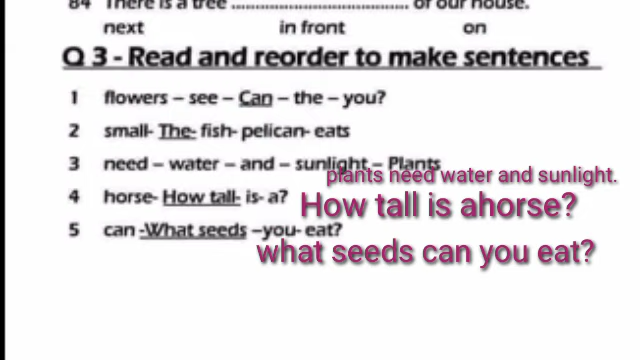 84 There is a tree ........................................ of our house.
next in front on
Q 3 - Read and reorder to make sentences
1 flowers – see – Can – the – you?
2 small- The- fish- pelican- eats
3 need – water – and – sunlight – Plants
plants need water and sunlight.
4 horse- How tall- is- a?
How tall is ahorse?
5 can -What seeds –you- eat?
what seeds can you eat?